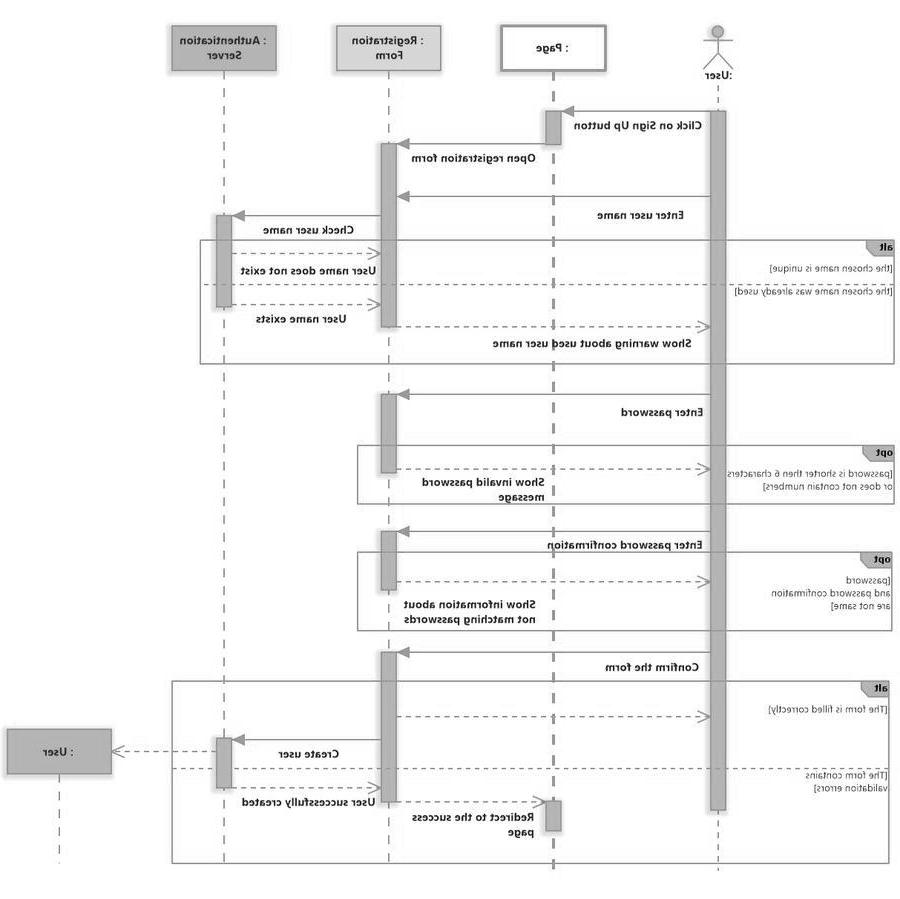 : Authentication
Server
: Registration
Form
: Page
:User
Click on Sign Up button
Open registration form
Enter user name
Check user name
alt
User name does not exist
[the chosen name is unique]
[the chosen name was already used]
User name exists
Show warning about used user name
Enter password
opt
[password is shorter then 6 characters
or does not contain numbers]
Show invalid password
message
Enter password confirmation
opt
[password
and password confirmation
are not same]
Show information about
not matching passwords
Confirm the form
alt
[The form is filled correctly]
: User
Create user
[The form contains
validation errors]
User successfully created
Redirect to the success
page